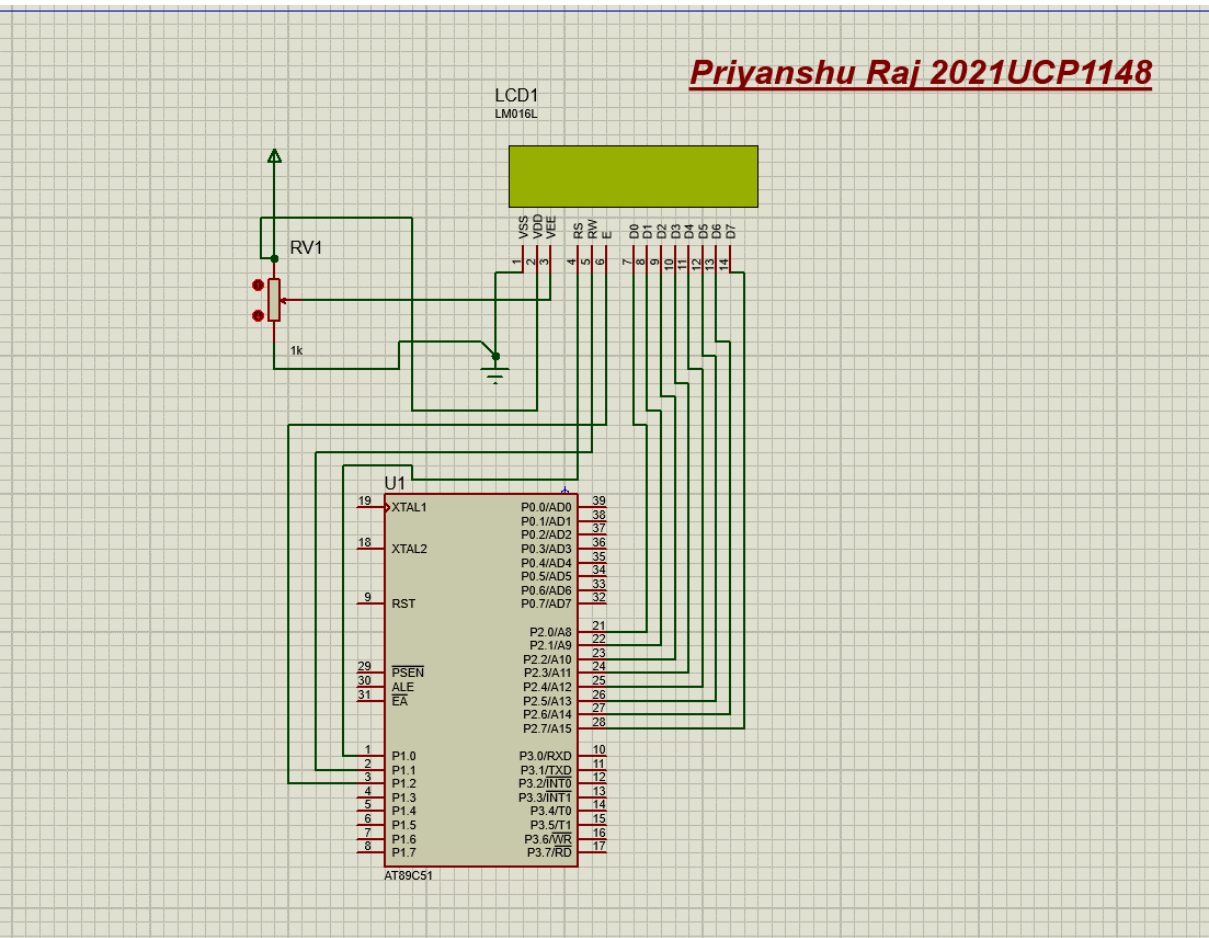 Priyanshu Raj 2021UCP1148
LCD1
LM016L
VSS
VDD
VEE
RS
RW
E
D0
D1
D2
D3
D4
D5
D6
D7
1
2
3
4
5
6
7
8
9
10
11
12
13
14
RV1
1k
U1
19 XTAL1
18 XTAL2
9 RST
29 PSEN
30 ALE
31 EA
1 P1.0
2 P1.1
3 P1.2
4 P1.3
5 P1.4
6 P1.5
7 P1.6
8 P1.7
P0.0/AD0 39
P0.1/AD1 38
P0.2/AD2 37
P0.3/AD3 36
P0.4/AD4 35
P0.5/AD5 34
P0.6/AD6 33
P0.7/AD7 32
P2.0/A8 21
P2.1/A9 22
P2.2/A10 23
P2.3/A11 24
P2.4/A12 25
P2.5/A13 26
P2.6/A14 27
P2.7/A15 28
P3.0/RXD 10
P3.1/TXD 11
P3.2/INT0 12
P3.3/INT1 13
P3.4/T0 14
P3.5/T1 15
P3.6/WR 16
P3.7/RD 17
AT89C51